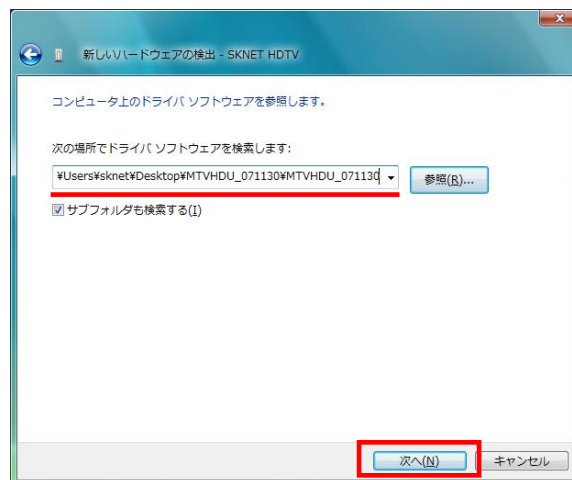 新しいハードウェアの検出 - SKNET HDTV
コンピュータ上のドライバ ソフトウェアを参照します。
次の場所でドライバ ソフトウェアを検索します:
¥Users¥sknet¥Desktop¥MTVHDU_071130¥MTVHDU_071130
参照(R)...
サブフォルダも検索する(I)
次へ(N)
キャンセル